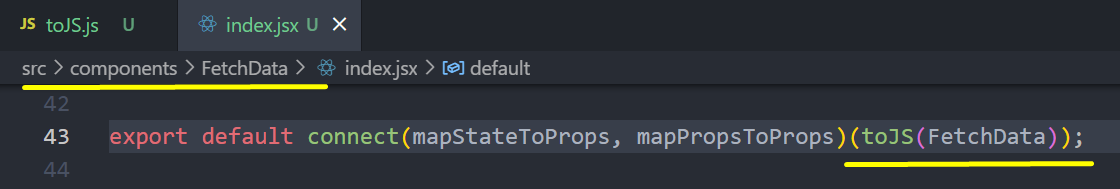 JS toJS.js U index.jsx U ×
src > components > FetchData > index.jsx > default
42
43 export default connect(mapStateToProps, mapPropsToProps)(toJS(FetchData));
44